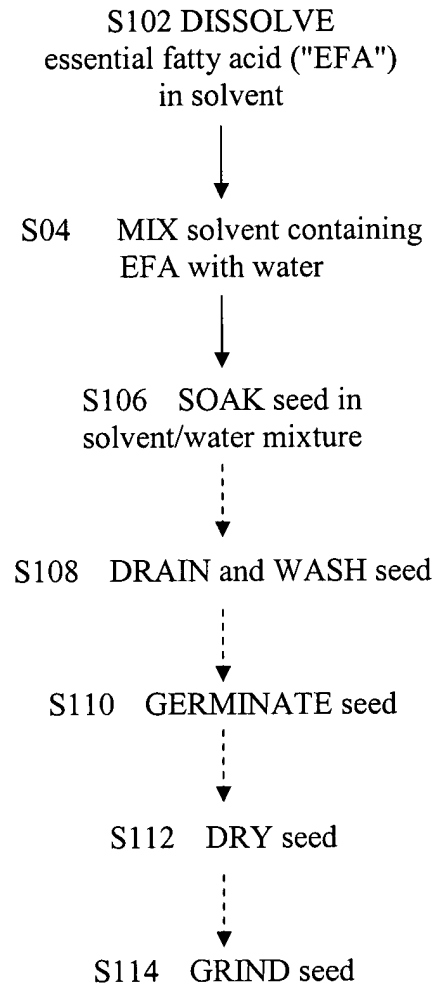 S102 DISSOLVE
essential fatty acid ("EFA")
in solvent
S04 MIX solvent containing
EFA with water
S106 SOAK seed in
solvent/water mixture
S108 DRAIN and WASH seed
S110 GERMINATE seed
S112 DRY seed
S114 GRIND seed